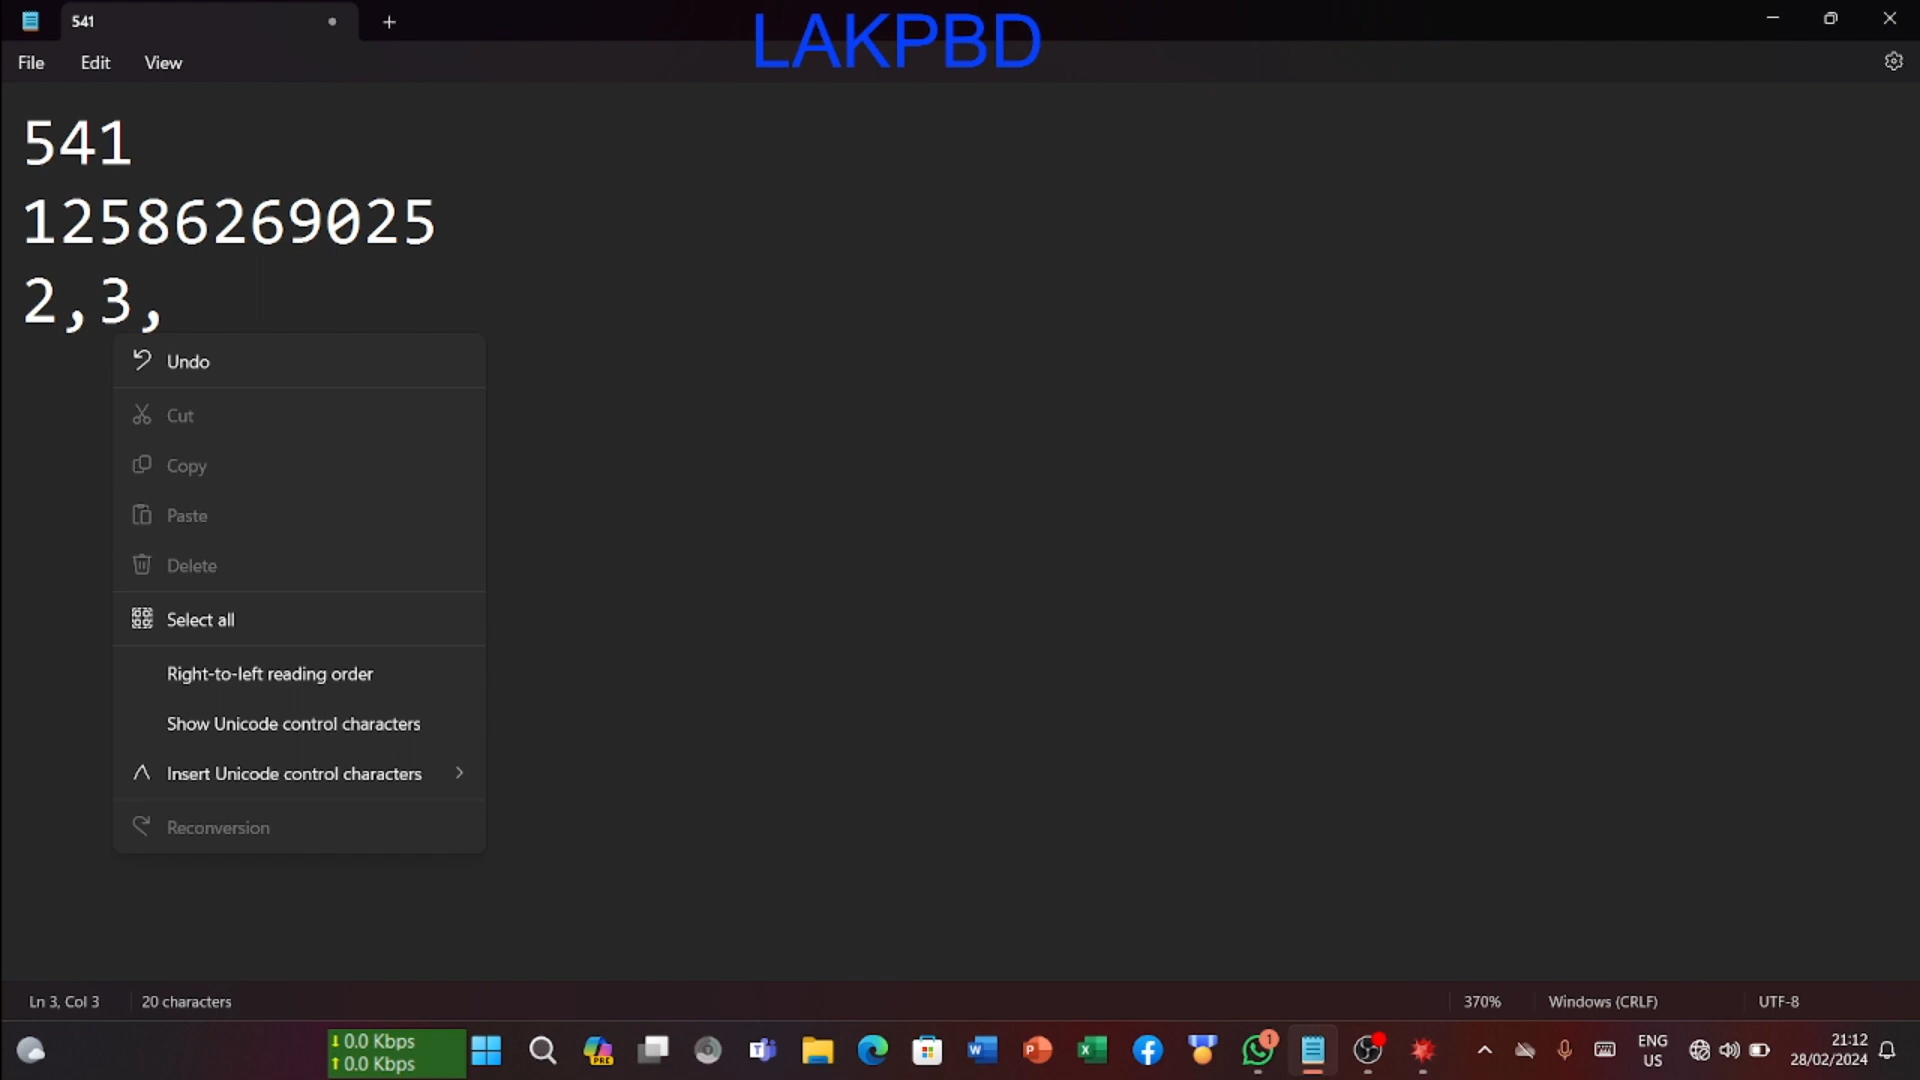 541
LAKPBD
File Edit View
541
12586269025
2,3,
Undo
Cut
Copy
Paste
Delete
Select all
Right-to-left reading order
Show Unicode control characters
Insert Unicode control characters
Reconversion
Ln 3, Col 3 20 characters 370% Windows (CRLF) UTF-8
0.0 Kbps
0.0 Kbps
PRE
1
ENG
US
21:12
28/02/2024